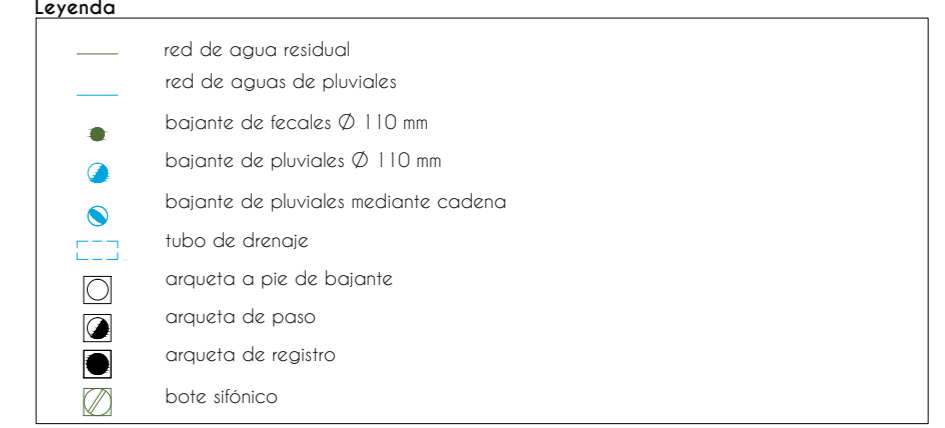 Leyenda
red de agua residual
red de aguas de pluviales
bajante de fecales Ø 110 mm
bajante de pluviales Ø 110 mm
bajante de pluviales mediante cadena
tubo de drenaje
arqueta a pie de bajante
arqueta de paso
arqueta de registro
bote sifónico